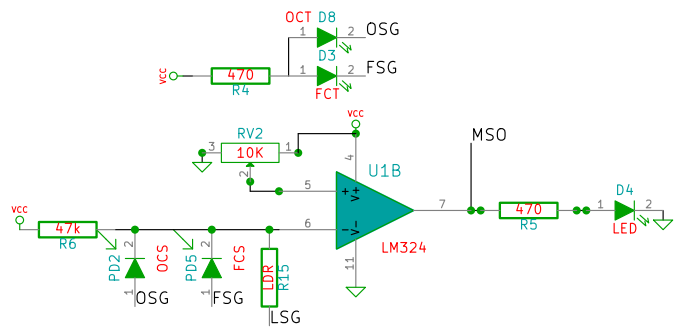 OCT D8
1 2 OSG
D3
VCC 470 1 2 FSG
R4 FCT
VCC
RV2
3 10K 1
2
4
U1B
MSO
5 + V+
7
6 - V-
LM324
11
470
R5
D4
1 2
LED
VCC
47k
R6
2 PD2 OCS
1 OSG
2 PD5 FCS
1 FSG
LDR R15
LSG